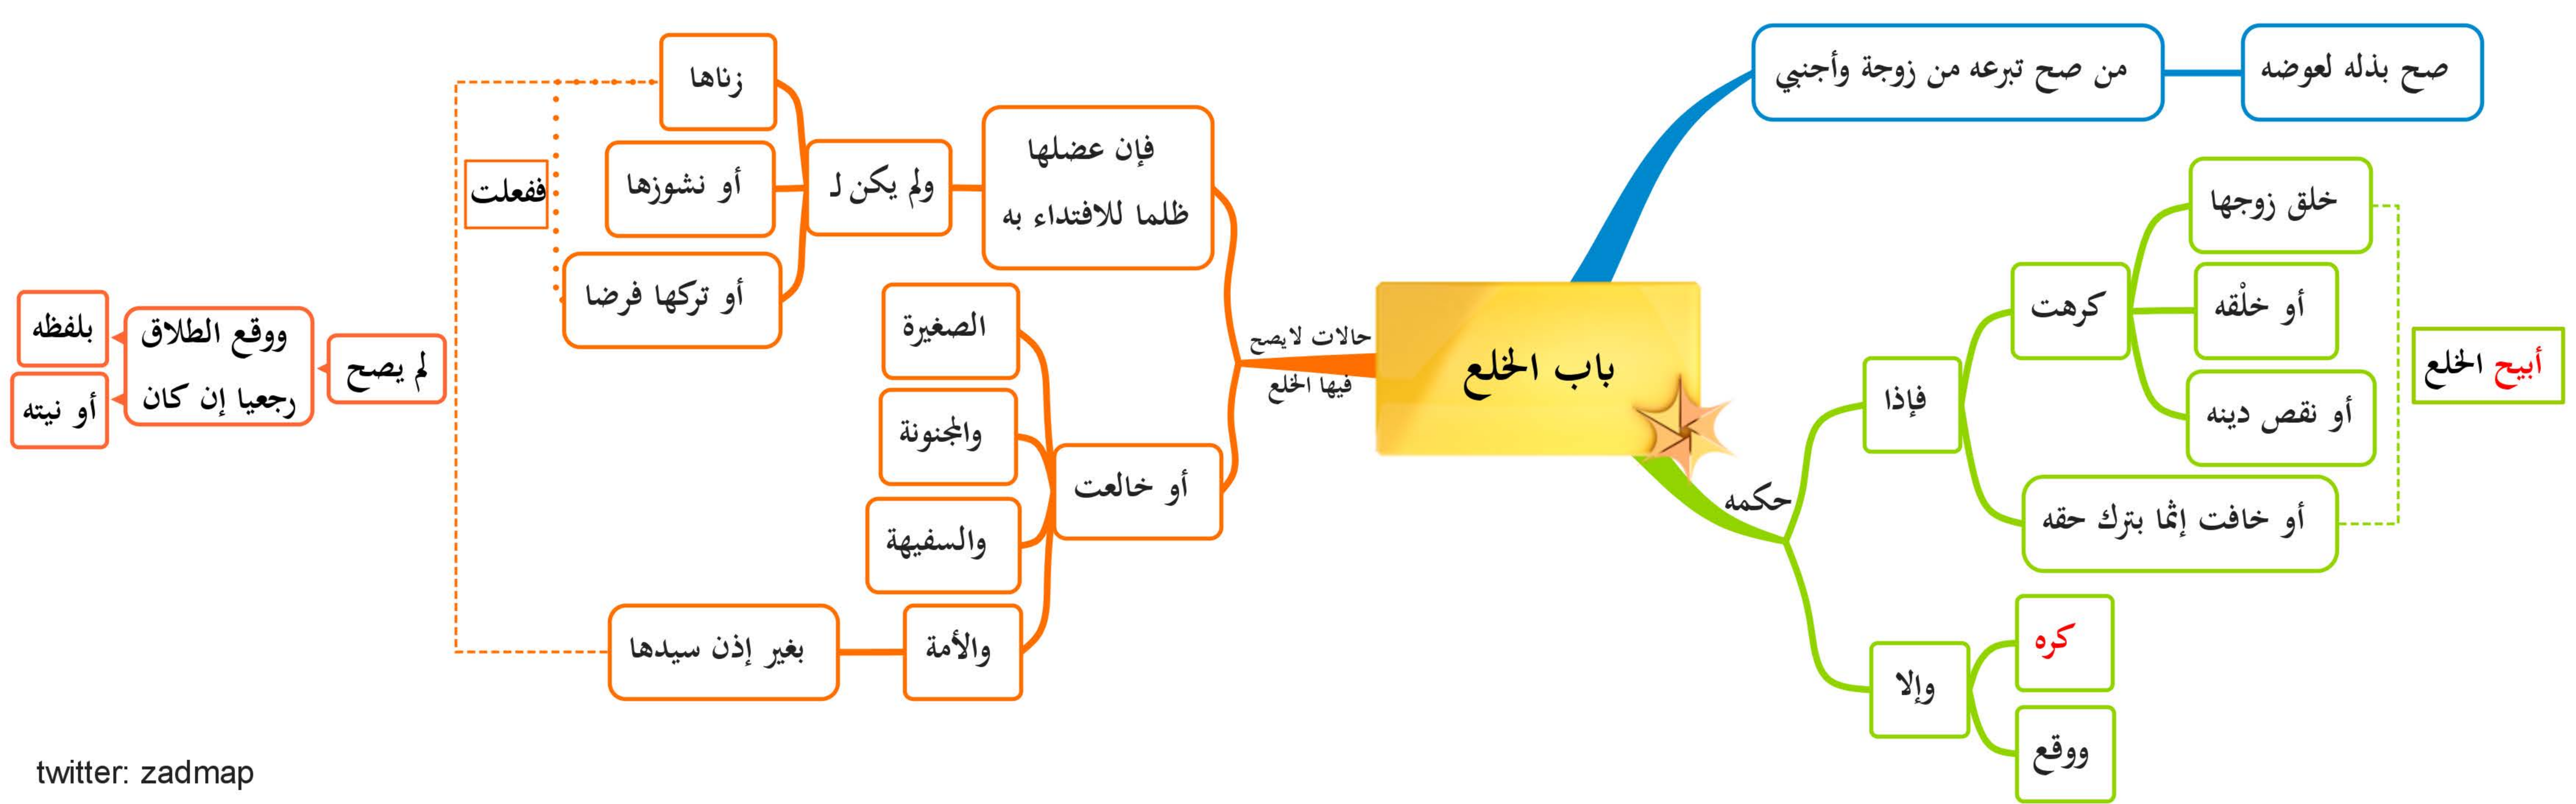 باب الخلع
من صح تبرعه من زوجة وأجنبي
صح بذله لعوضه
حكمه
فإذا
كرهت
خلق زوجها
أو خلْقه
أو نقص دينه
أو خافت إثما بترك حقه
أبيح الخلع
وإلا
كره
ووقع
حالات لايصح
فيها الخلع
فإن عضلها
ظلما للافتداء به
ولم يكن لـ
زناها
أو نشوزها
أو تركها فرضا
ففعلت
أو خالعت
الصغيرة
والمجنونة
والسفيهة
والأمة
بغير إذن سيدها
لم يصح
ووقع الطلاق
رجعيا إن كان
بلفظه
أو نيته
twitter: zadmap